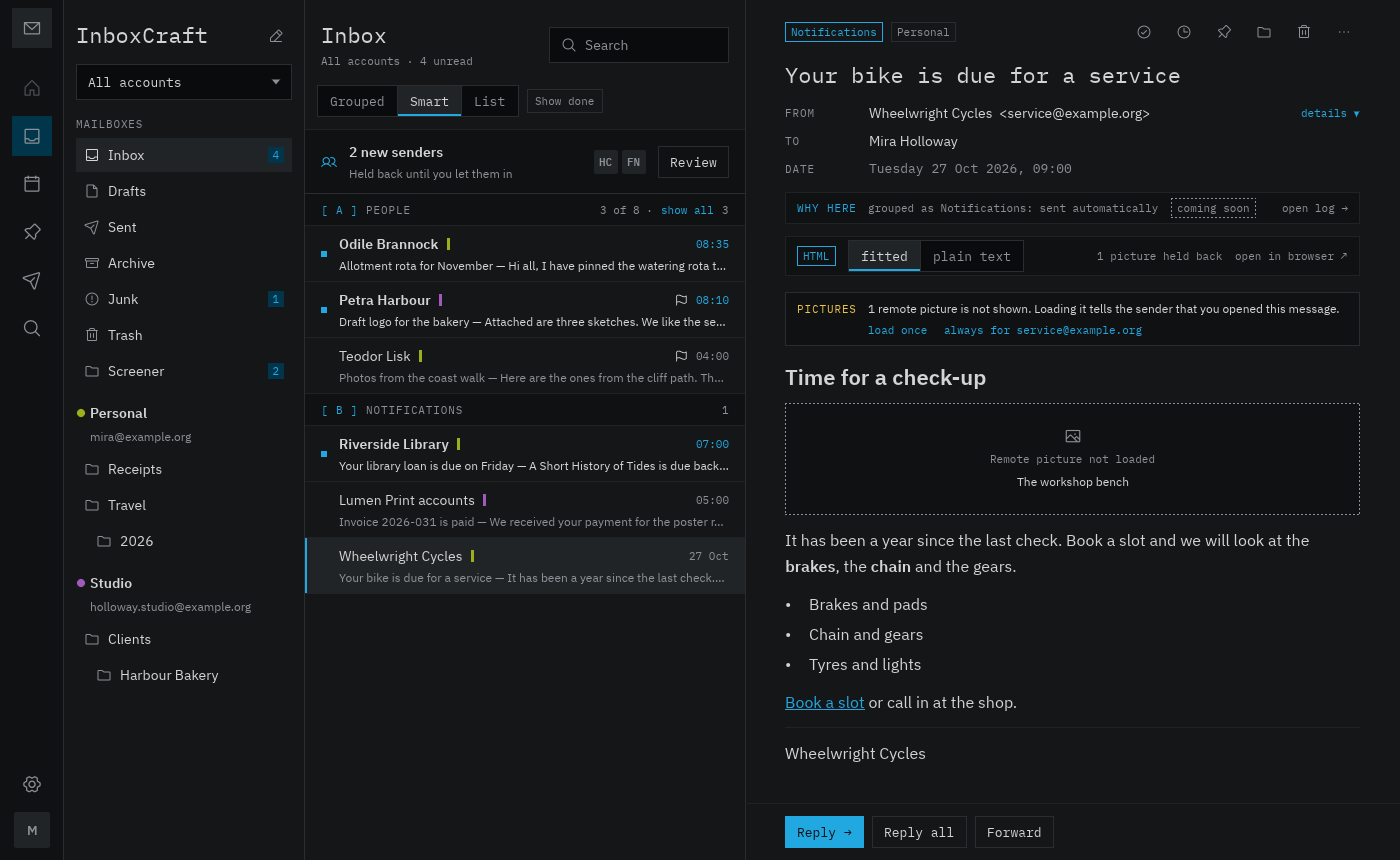 InboxCraft
All accounts
MAILBOXES
Inbox 4
Drafts
Sent
Archive
Junk 1
Trash
Screener 2
Personal
mira@example.org
Receipts
Travel
2026
Studio
holloway.studio@example.org
Clients
Harbour Bakery
M
Inbox
All accounts · 4 unread
Search
Grouped Smart List Show done
2 new senders
Held back until you let them in
HC FN Review
[ A ] PEOPLE 3 of 8 · show all 3
Odile Brannock 08:35
Allotment rota for November — Hi all, I have pinned the watering rota t…
Petra Harbour 08:10
Draft logo for the bakery — Attached are three sketches. We like the se…
Teodor Lisk 04:00
Photos from the coast walk — Here are the ones from the cliff path. Th…
[ B ] NOTIFICATIONS 1
Riverside Library 07:00
Your library loan is due on Friday — A Short History of Tides is due back…
Lumen Print accounts 05:00
Invoice 2026-031 is paid — We received your payment for the poster r…
Wheelwright Cycles 27 Oct
Your bike is due for a service — It has been a year since the last check.…
Notifications Personal
Your bike is due for a service
FROM Wheelwright Cycles <service@example.org> details ▾
TO Mira Holloway
DATE Tuesday 27 Oct 2026, 09:00
WHY HERE grouped as Notifications: sent automatically coming soon open log →
HTML fitted plain text 1 picture held back open in browser ↗
PICTURES 1 remote picture is not shown. Loading it tells the sender that you opened this message.
load once always for service@example.org
Time for a check-up
Remote picture not loaded
The workshop bench
It has been a year since the last check. Book a slot and we will look at the
brakes, the chain and the gears.
• Brakes and pads
• Chain and gears
• Tyres and lights
Book a slot or call in at the shop.
Wheelwright Cycles
Reply → Reply all Forward